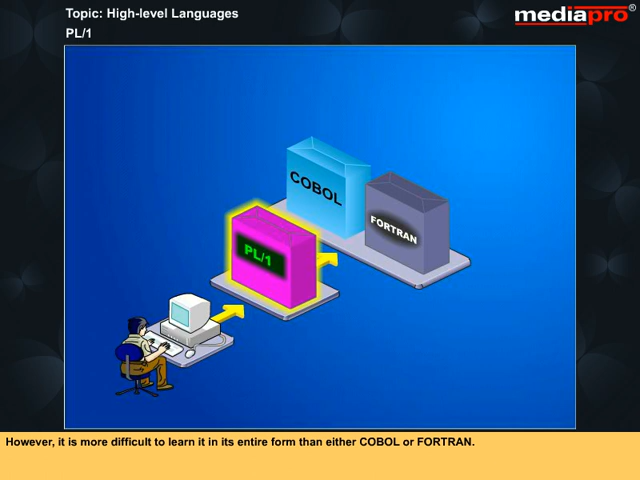 Topic: High-level Languages
mediapro®
PL/1
COBOL
FORTRAN
PL/1
However, it is more difficult to learn it in its entire form than either COBOL or FORTRAN.